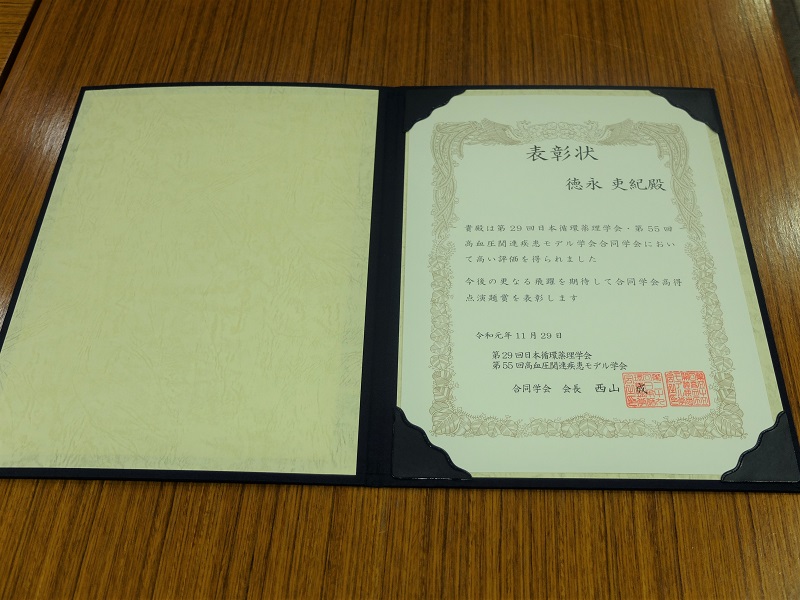 表彰状
徳永 吏紀殿
貴殿は第29回日本循環薬理学会・第55回
高血圧関連疾患モデル学会合同学会におい
て高い評価を得られました
今後の更なる飛躍を期待して合同学会高得
点演題賞を表彰します
令和元年11月29日
第29回日本循環薬理学会
第55回高血圧関連疾患モデル学会
合同学会 会長 西山 成